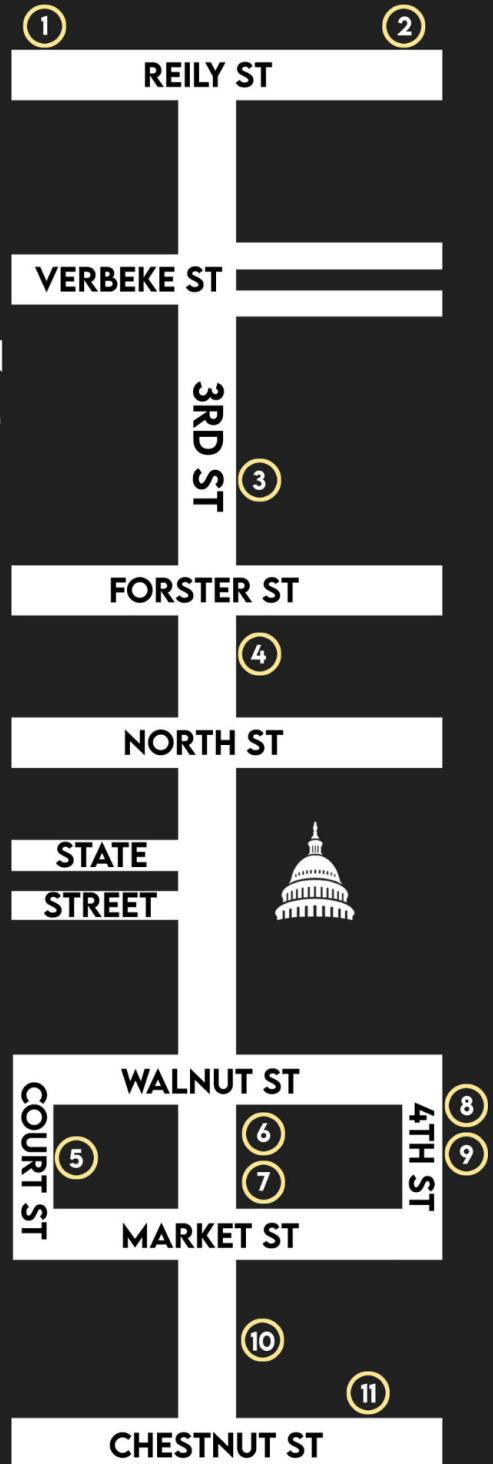 1
2
REILY ST
VERBEKE ST
3RD ST
3
FORSTER ST
4
NORTH ST
STATE
STREET
WALNUT ST
COURT ST
5
6
7
4TH ST
8
9
MARKET ST
10
11
CHESTNUT ST